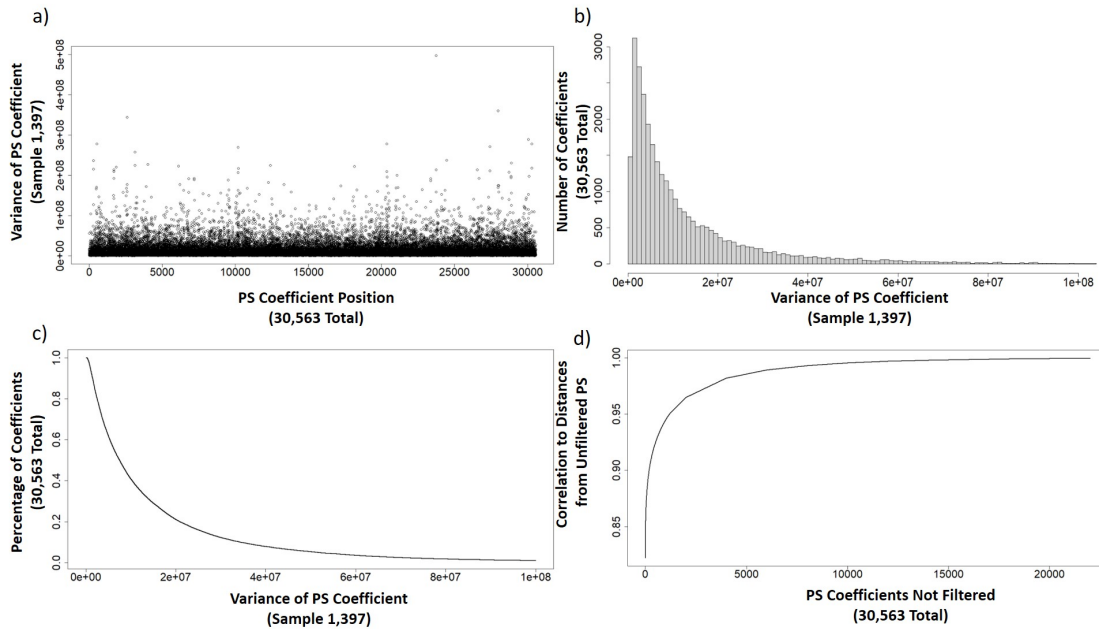 a)
Variance of PS Coefficient
(Sample 1,397)
0e+00 1e+08 2e+08 3e+08 4e+08 5e+08
0 5000 10000 15000 20000 25000 30000
PS Coefficient Position
(30,563 Total)
b)
Number of Coefficients
(30,563 Total)
0 500 1000 2000 3000
0e+00 2e+07 4e+07 6e+07 8e+07 1e+08
Variance of PS Coefficient
(Sample 1,397)
c)
Percentage of Coefficients
(30,563 Total)
0.0 0.2 0.4 0.6 0.8 1.0
0e+00 2e+07 4e+07 6e+07 8e+07 1e+08
Variance of PS Coefficient
(Sample 1,397)
d)
Correlation to Distances
from Unfiltered PS
0.85 0.90 0.95 1.00
0 5000 10000 15000 20000
PS Coefficients Not Filtered
(30,563 Total)